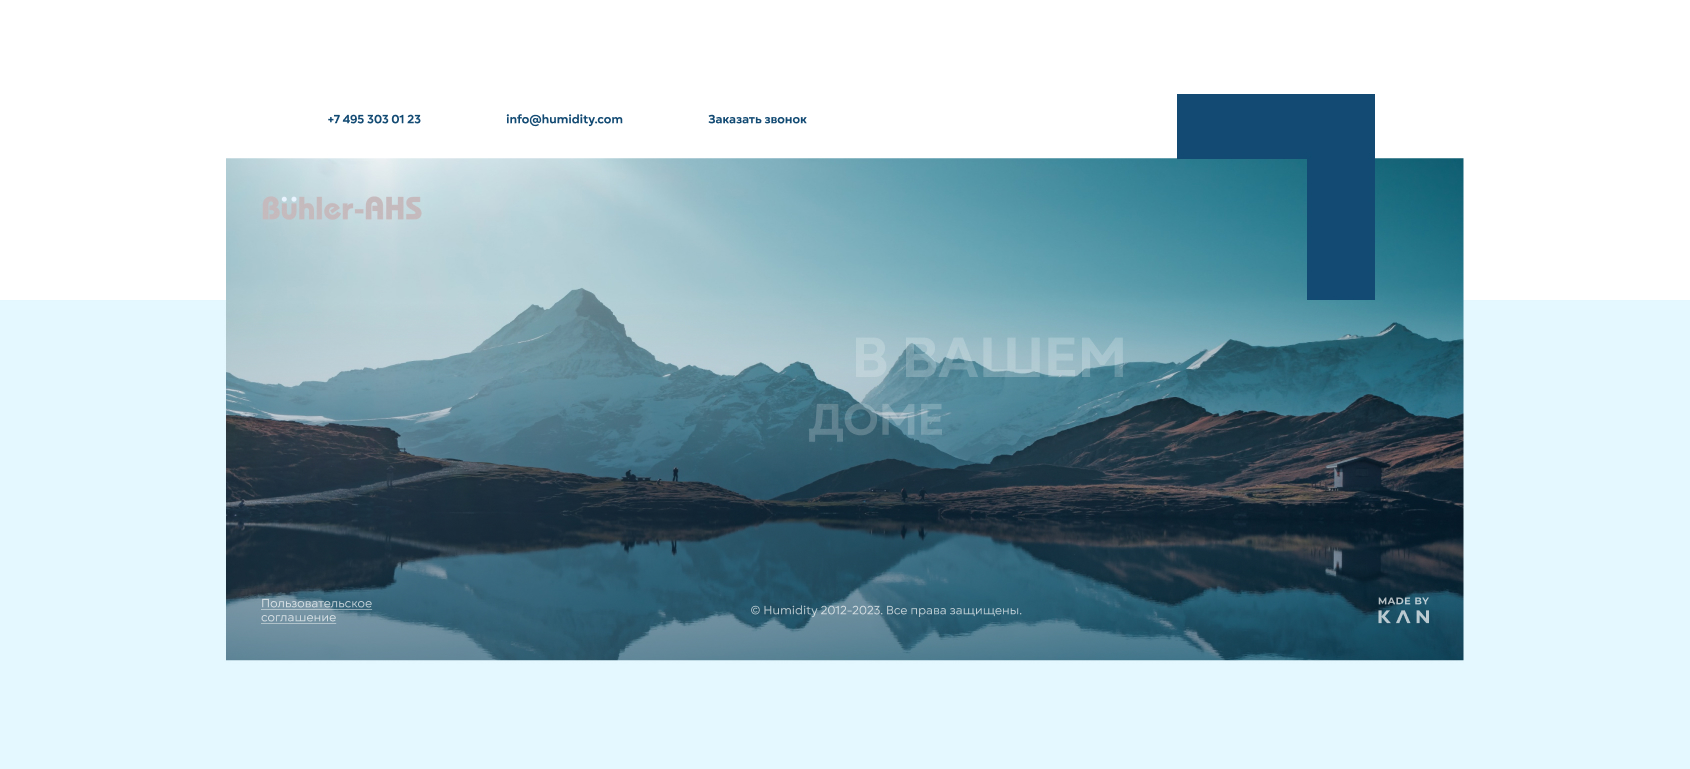 +7 495 303 01 23
info@humidity.com
Заказать звонок
Bühler-AHS
В ВАШЕМ
ДОМЕ
Пользовательское
соглашение
© Humidity 2012-2023. Все права защищены.
MADE BY
KΛN